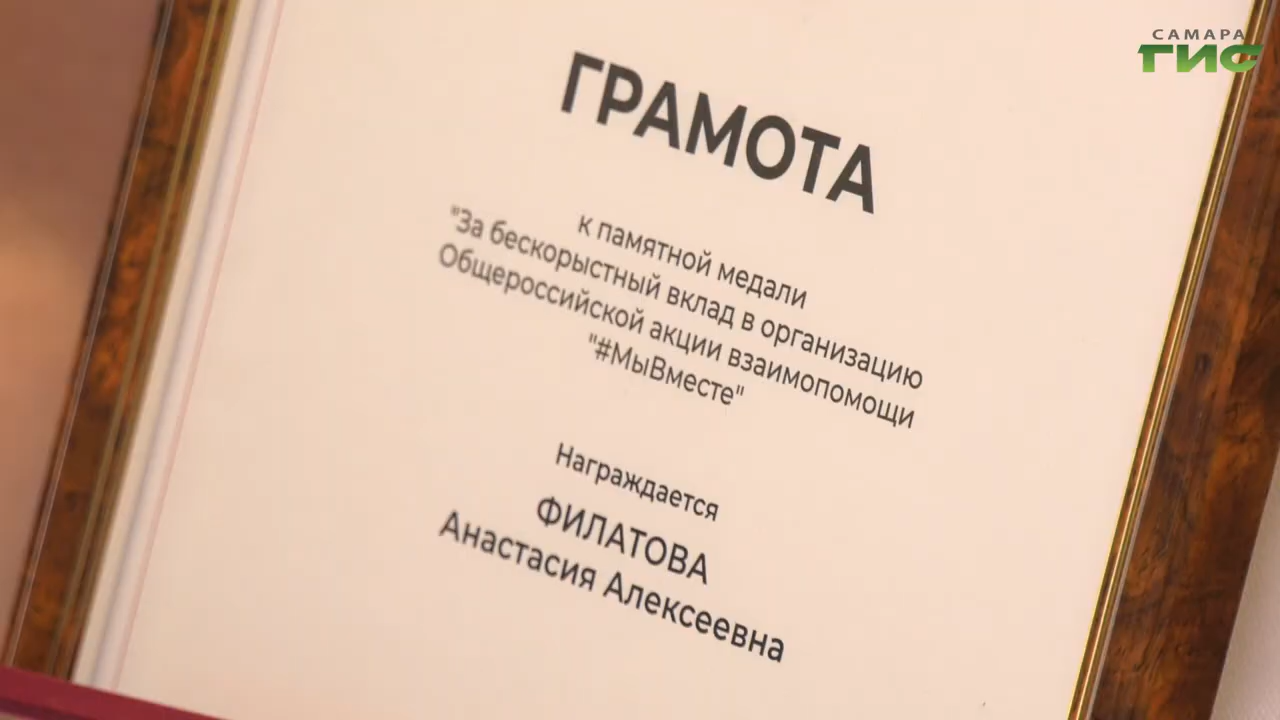 САМАРА
ГИС
ГРАМОТА
к памятной медали
"За бескорыстный вклад в организацию
Общероссийской акции взаимопомощи
"#МыВместе"
Награждается
ФИЛАТОВА
Анастасия Алексеевна